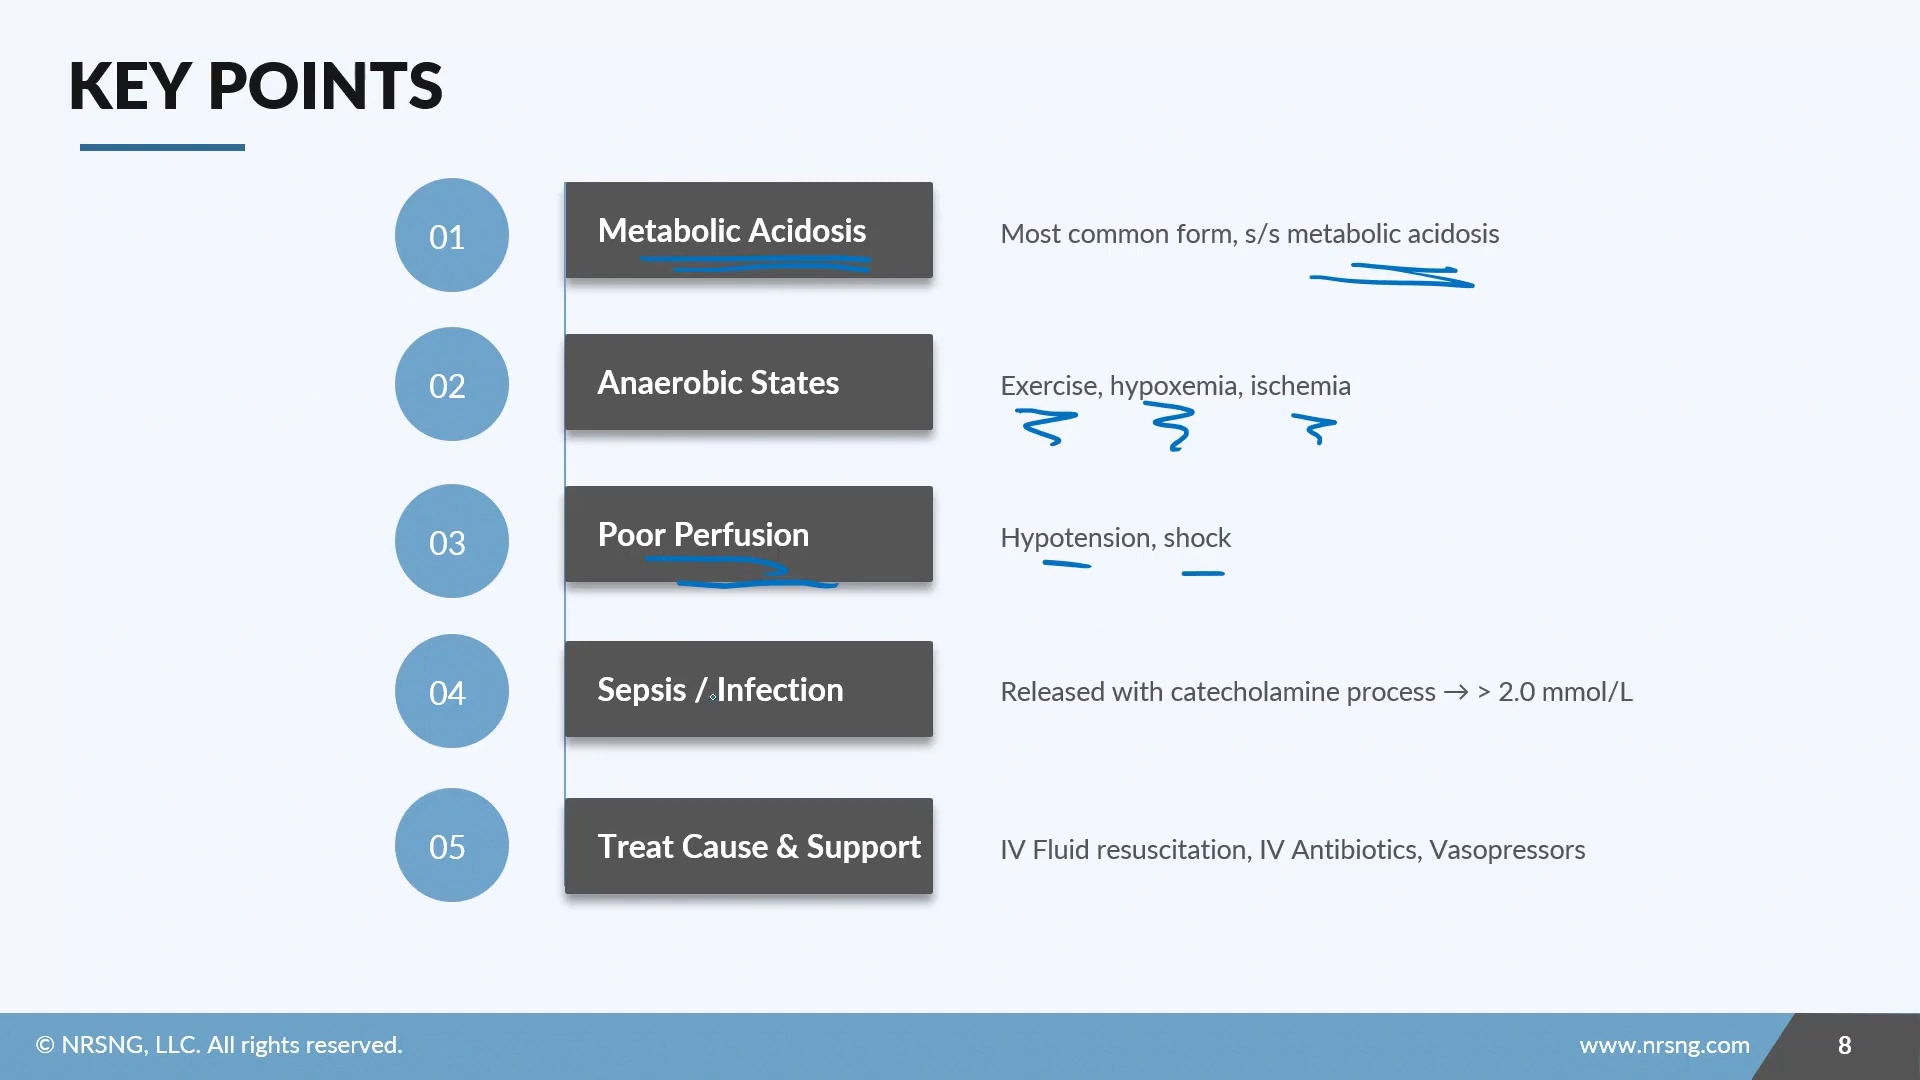 KEY POINTS
01
Metabolic Acidosis
Most common form, s/s metabolic acidosis
02
Anaerobic States
Exercise, hypoxemia, ischemia
03
Poor Perfusion
Hypotension, shock
04
Sepsis / Infection
Released with catecholamine process → > 2.0 mmol/L
05
Treat Cause & Support
IV Fluid resuscitation, IV Antibiotics, Vasopressors
© NRSNG, LLC. All rights reserved.
www.nrsng.com
8